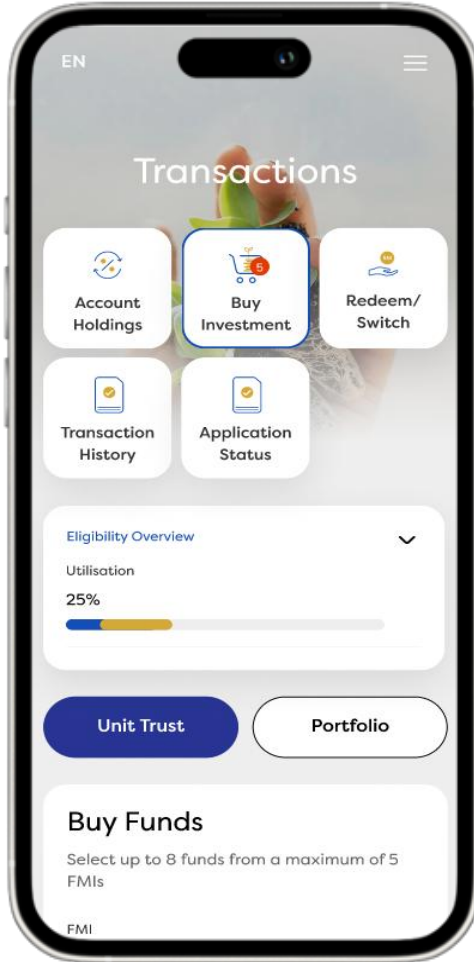 EN
Transactions
Account
Holdings
5
Buy
Investment
Redeem/
Switch
Transaction
History
Application
Status
Eligibility Overview
Utilisation
25%
Unit Trust
Portfolio
Buy Funds
Select up to 8 funds from a maximum of 5
FMIs
FMI